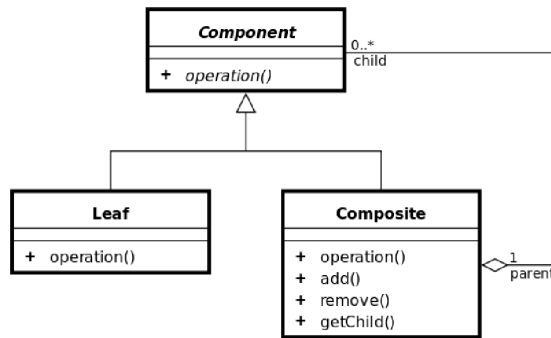 Component
+ operation()
0..*
child
Leaf
+ operation()
Composite
+ operation()
+ add()
+ remove()
+ getChild()
1
parent